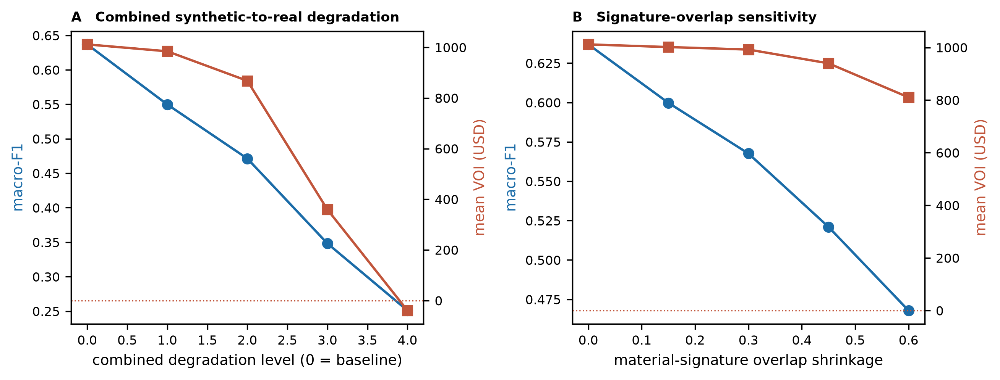 A Combined synthetic-to-real degradation
0.65
0.60
0.55
0.50
0.45
0.40
0.35
0.30
0.25
macro-F1
1000
800
600
400
200
0
mean VOI (USD)
0.0 0.5 1.0 1.5 2.0 2.5 3.0 3.5 4.0
combined degradation level (0 = baseline)
B Signature-overlap sensitivity
0.625
0.600
0.575
0.550
0.525
0.500
0.475
macro-F1
1000
800
600
400
200
0
mean VOI (USD)
0.0 0.1 0.2 0.3 0.4 0.5 0.6
material-signature overlap shrinkage